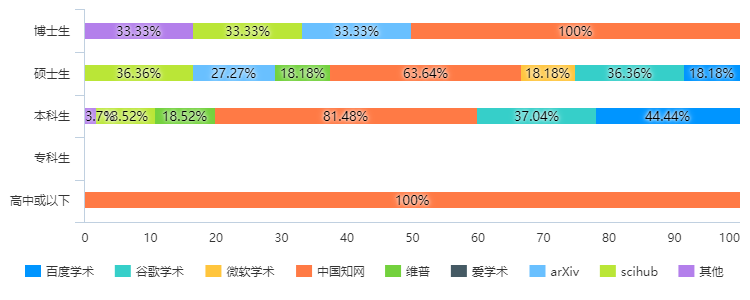 博士生 33.33% 33.33% 33.33% 100%
硕士生 36.36% 27.27% 18.18% 63.64% 18.18% 36.36% 18.18%
本科生 3.7% 8.52% 18.52% 81.48% 37.04% 44.44%
专科生
高中或以下 100%
0 10 20 30 40 50 60 70 80 90 100
百度学术 谷歌学术 微软学术 中国知网 维普 爱学术 arXiv scihub 其他